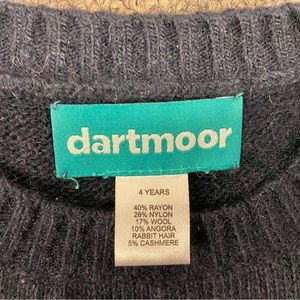 dartmoor
4 YEARS
40% RAYON
28% NYLON
17% WOOL
10% ANGORA
RABBIT HAIR
5% CASHMERE